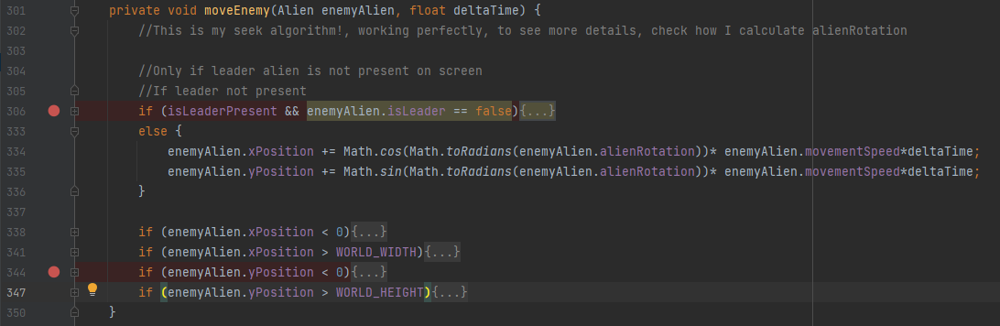 301 private void moveEnemy(Alien enemyAlien, float deltaTime) {
302 //This is my seek algorithm!, working perfectly, to see more details, check how I calculate alienRotation
303
304 //Only if leader alien is not present on screen
305 //If leader not present
306 if (isLeaderPresent && enemyAlien.isLeader == false){...}
333 else {
334 enemyAlien.xPosition += Math.cos(Math.toRadians(enemyAlien.alienRotation))* enemyAlien.movementSpeed*deltaTime;
335 enemyAlien.yPosition += Math.sin(Math.toRadians(enemyAlien.alienRotation))* enemyAlien.movementSpeed*deltaTime;
336 }
337
338 if (enemyAlien.xPosition < 0){...}
341 if (enemyAlien.xPosition > WORLD_WIDTH){...}
344 if (enemyAlien.yPosition < 0){...}
347 if (enemyAlien.yPosition > WORLD_HEIGHT){...}
350 }